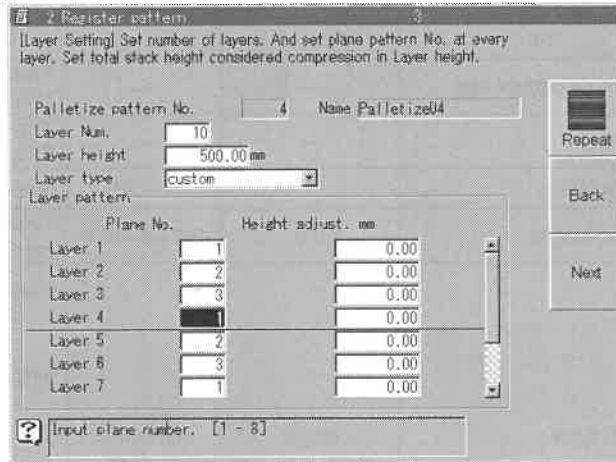 2 Register pattern 3
[Layer Setting] Set number of layers. And set plane pettern No. at every
layer. Set total stack height considered compression in Layer height.
Palletize pattern No. 4 Name Palletize04
Layer Num. 10
Layer height 500.00 mm
Layer type custom
Layer pattern
Plane No. Height adjust. mm
Layer 1 1 0.00
Layer 2 2 0.00
Layer 3 3 0.00
Layer 4 1 0.00
Layer 5 2 0.00
Layer 6 3 0.00
Layer 7 1 0.00
Input plane number. [1 - 8]
Repeat
Back
Next